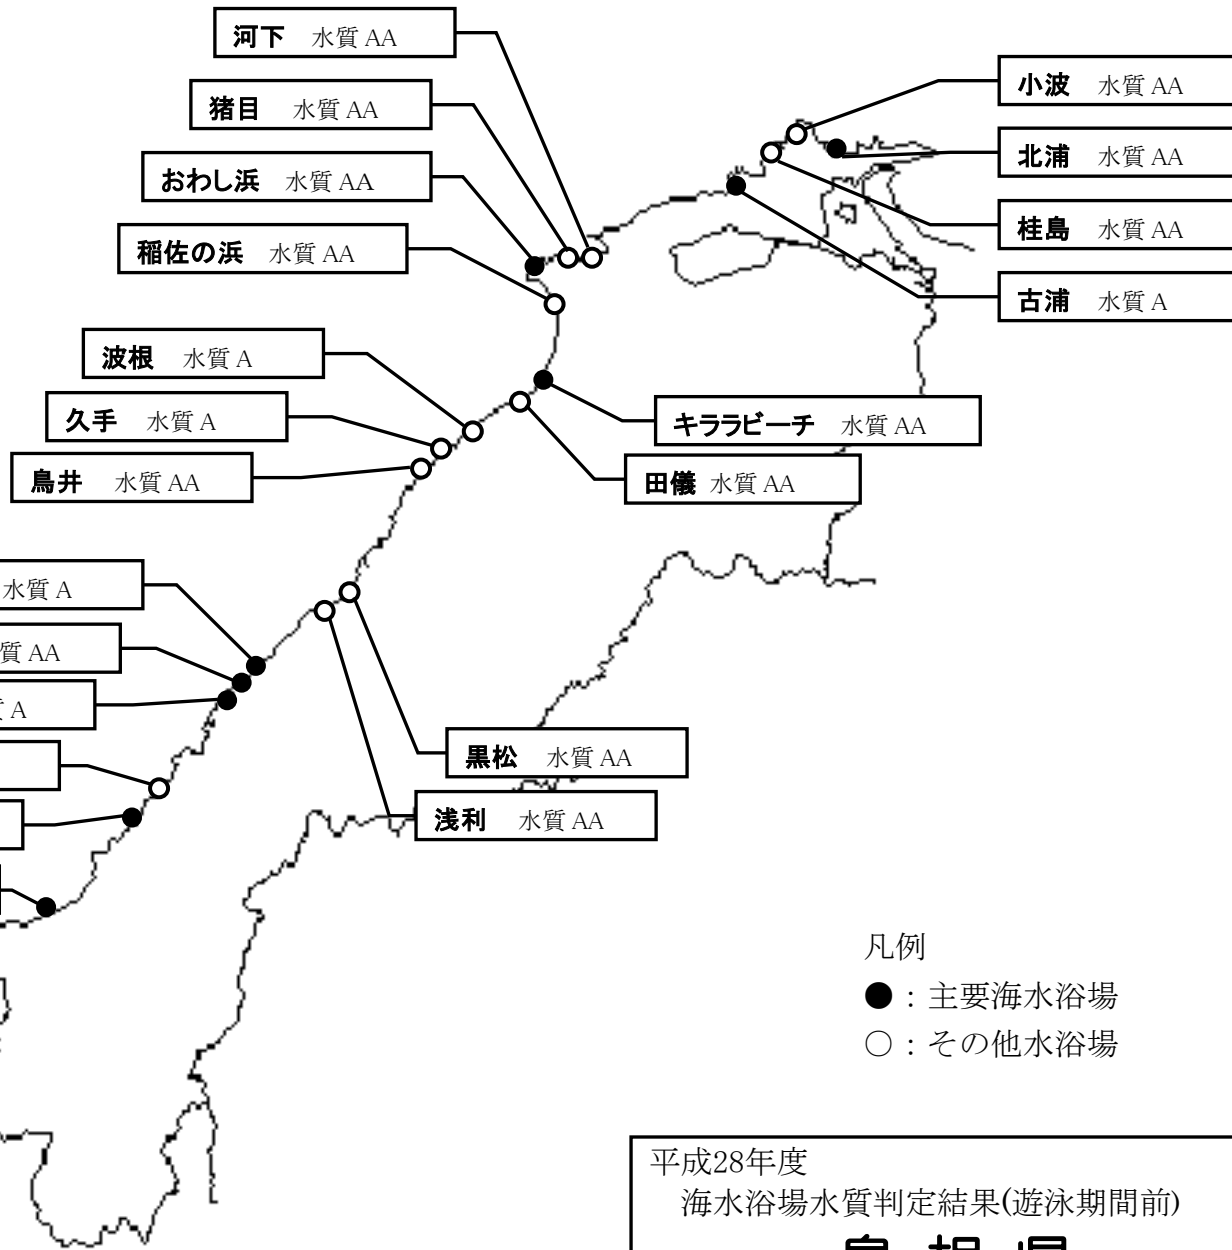 河下 水質 AA
猪目 水質 AA
おわし浜 水質 AA
稲佐の浜 水質 AA
波根 水質 A
久手 水質 A
鳥井 水質 AA
水質 A
質 AA
A
小波 水質 AA
北浦 水質 AA
桂島 水質 AA
古浦 水質 A
キララビーチ 水質 AA
田儀 水質 AA
黒松 水質 AA
浅利 水質 AA
凡例
●：主要海水浴場
○：その他水浴場
平成28年度
海水浴場水質判定結果(遊泳期間前)